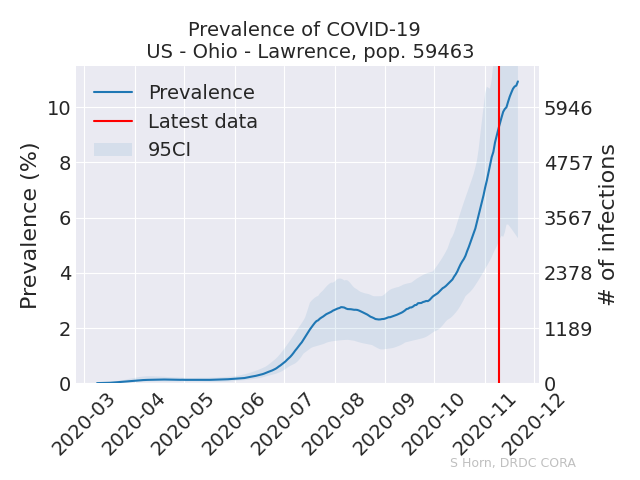 Prevalence of COVID-19
US - Ohio - Lawrence, pop. 59463
Prevalence
Latest data
95CI
Prevalence (%)
10
8
6
4
2
0
5946
4757
3567
2378
1189
0
# of infections
2020-03
2020-04
2020-05
2020-06
2020-07
2020-08
2020-09
2020-10
2020-11
2020-12
S Horn, DRDC CORA